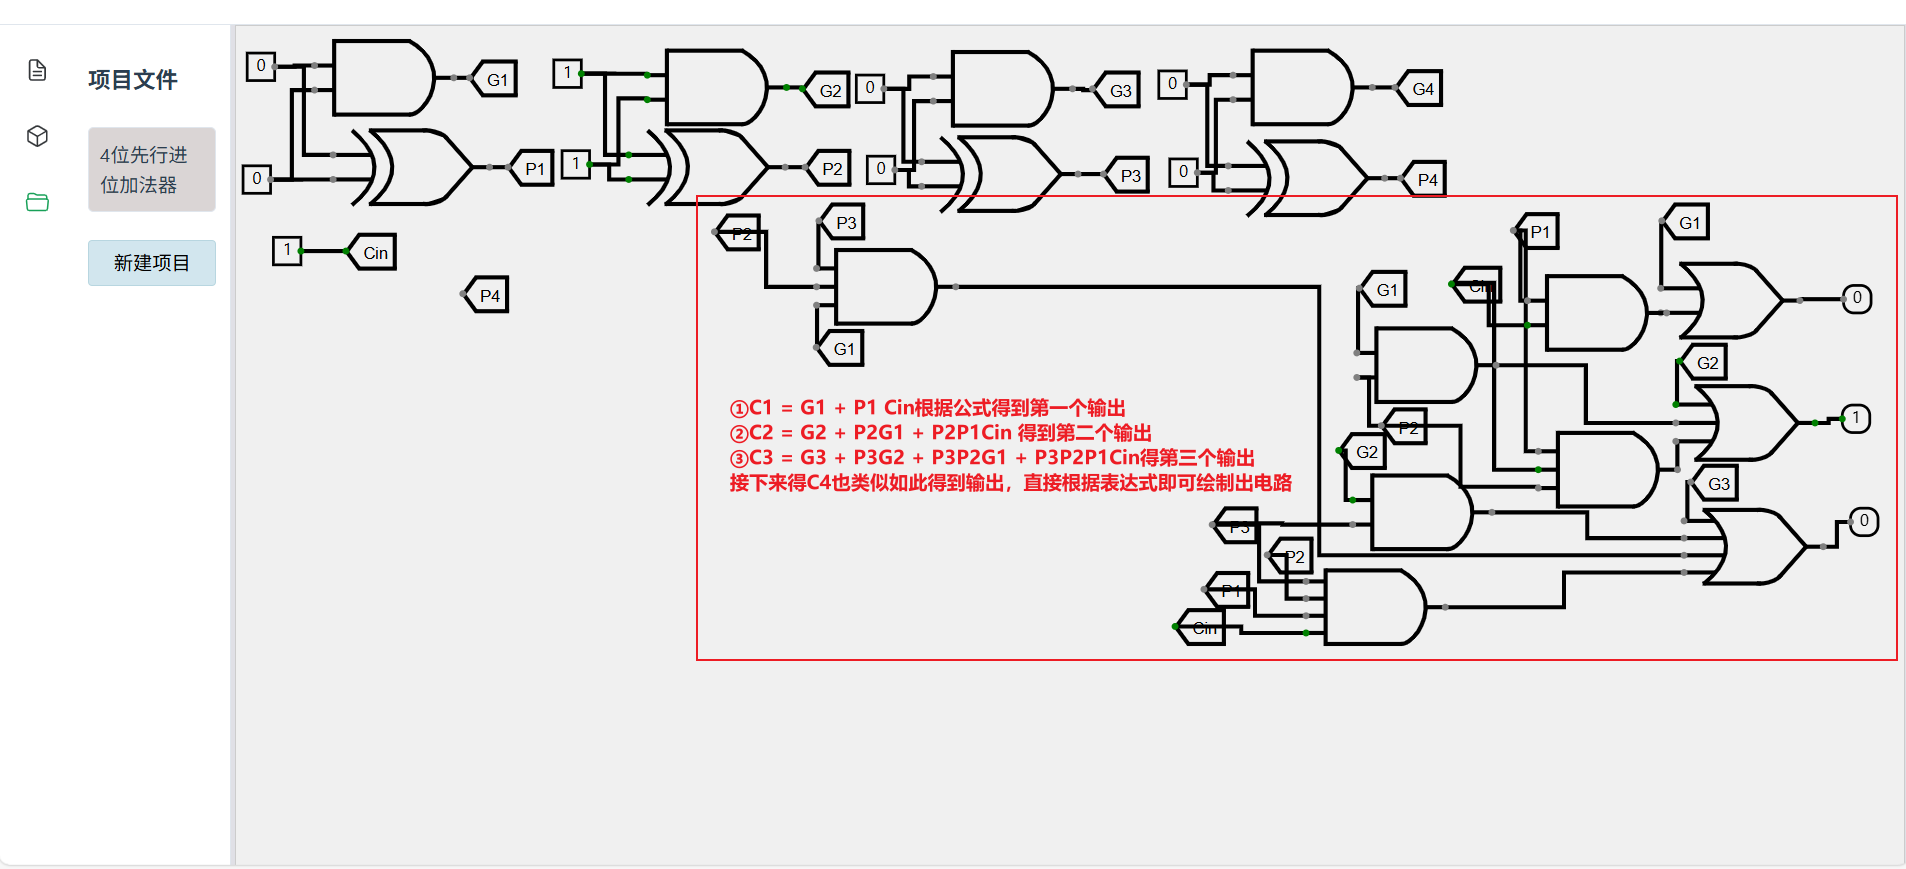 项目文件
4位先行进
位加法器
新建项目
0
G1
0
P1
1
G2
1
P2
0
G3
0
P3
0
G4
0
P4
1
Cin
P4
P2
P3
G1
G1
Cin
P1
G1
0
G2
1
P2
G2
G3
0
P3
P2
P1
Cin
①C1 = G1 + P1 Cin根据公式得到第一个输出
②C2 = G2 + P2G1 + P2P1Cin 得到第二个输出
③C3 = G3 + P3G2 + P3P2G1 + P3P2P1Cin得第三个输出
接下来得C4也类似如此得到输出，直接根据表达式即可绘制出电路